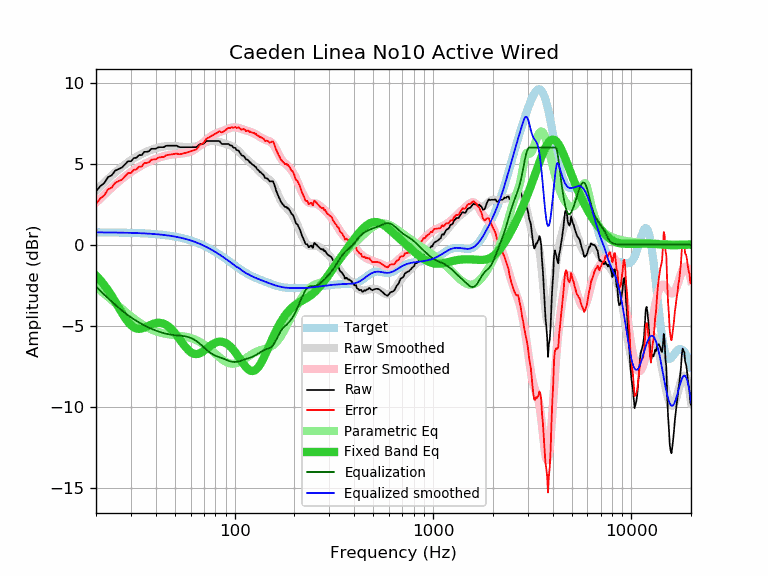 Caeden Linea No10 Active Wired
10
5
0
−5
−10
−15
Amplitude (dBr)
Target
Raw Smoothed
Error Smoothed
Raw
Error
Parametric Eq
Fixed Band Eq
Equalization
Equalized smoothed
100 1000 10000
Frequency (Hz)